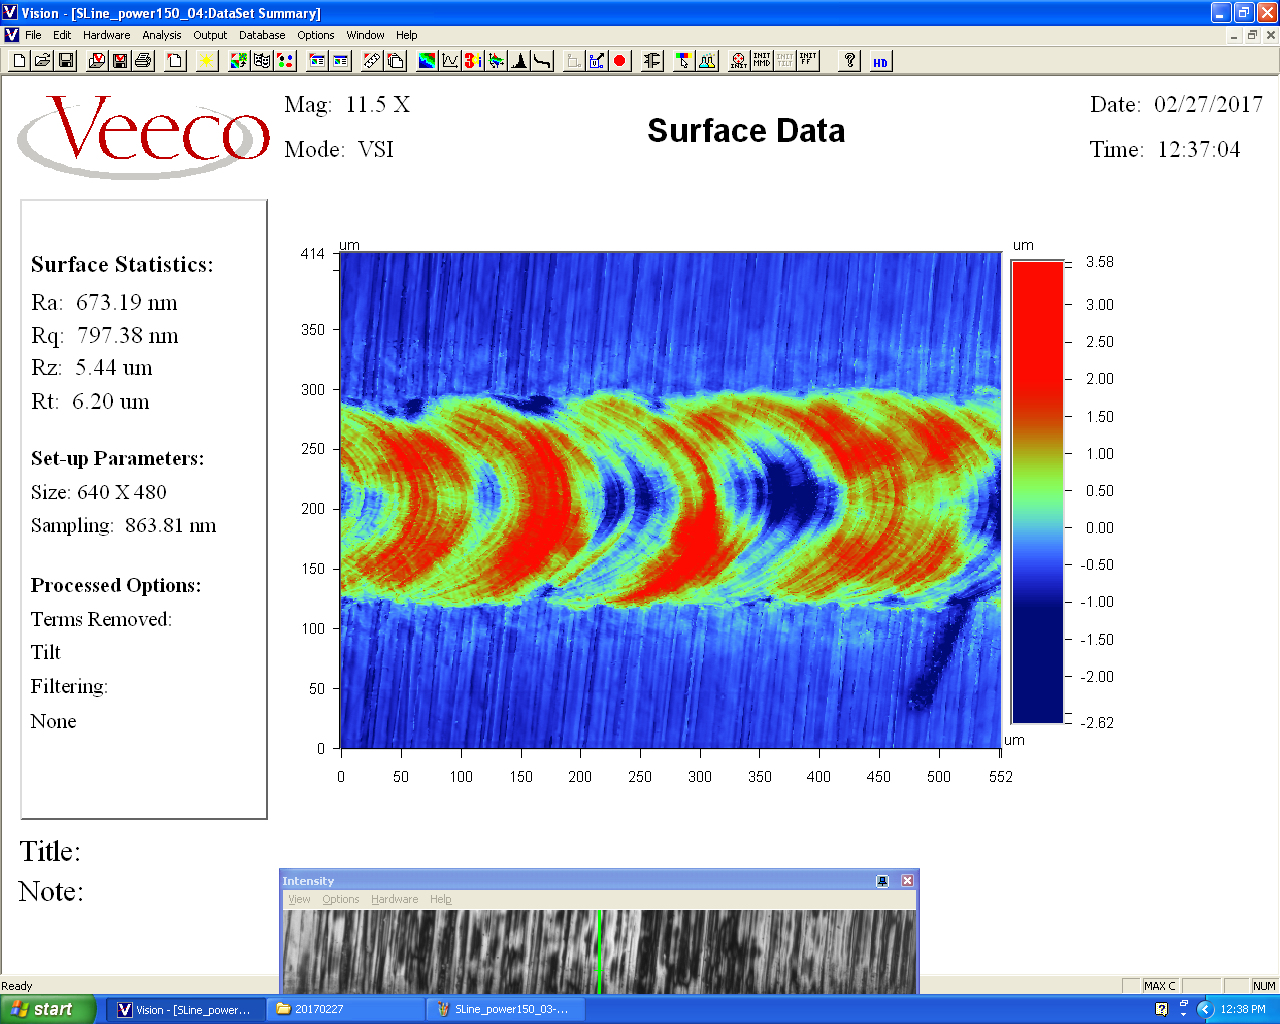 Vision - [SLine_power150_04:DataSet Summary]
File Edit Hardware Analysis Output Database Options Window Help
INIT INIT MMD INIT TILT INIT FF ? HD
Veeco
Mag: 11.5 X
Mode: VSI
Surface Data
Date: 02/27/2017
Time: 12:37:04
Surface Statistics:
Ra: 673.19 nm
Rq: 797.38 nm
Rz: 5.44 um
Rt: 6.20 um
Set-up Parameters:
Size: 640 X 480
Sampling: 863.81 nm
Processed Options:
Terms Removed:
Tilt
Filtering:
None
um
414
350
300
250
200
150
100
50
0
0 50 100 150 200 250 300 350 400 450 500 552
um
3.58
3.00
2.50
2.00
1.50
1.00
0.50
0.00
-0.50
-1.00
-1.50
-2.00
-2.62
um
Title:
Note:
Intensity
View Options Hardware Help
Ready
MAX C NUM
start
Vision - [SLine_power...
20170227
SLine_power150_03-...
12:38 PM